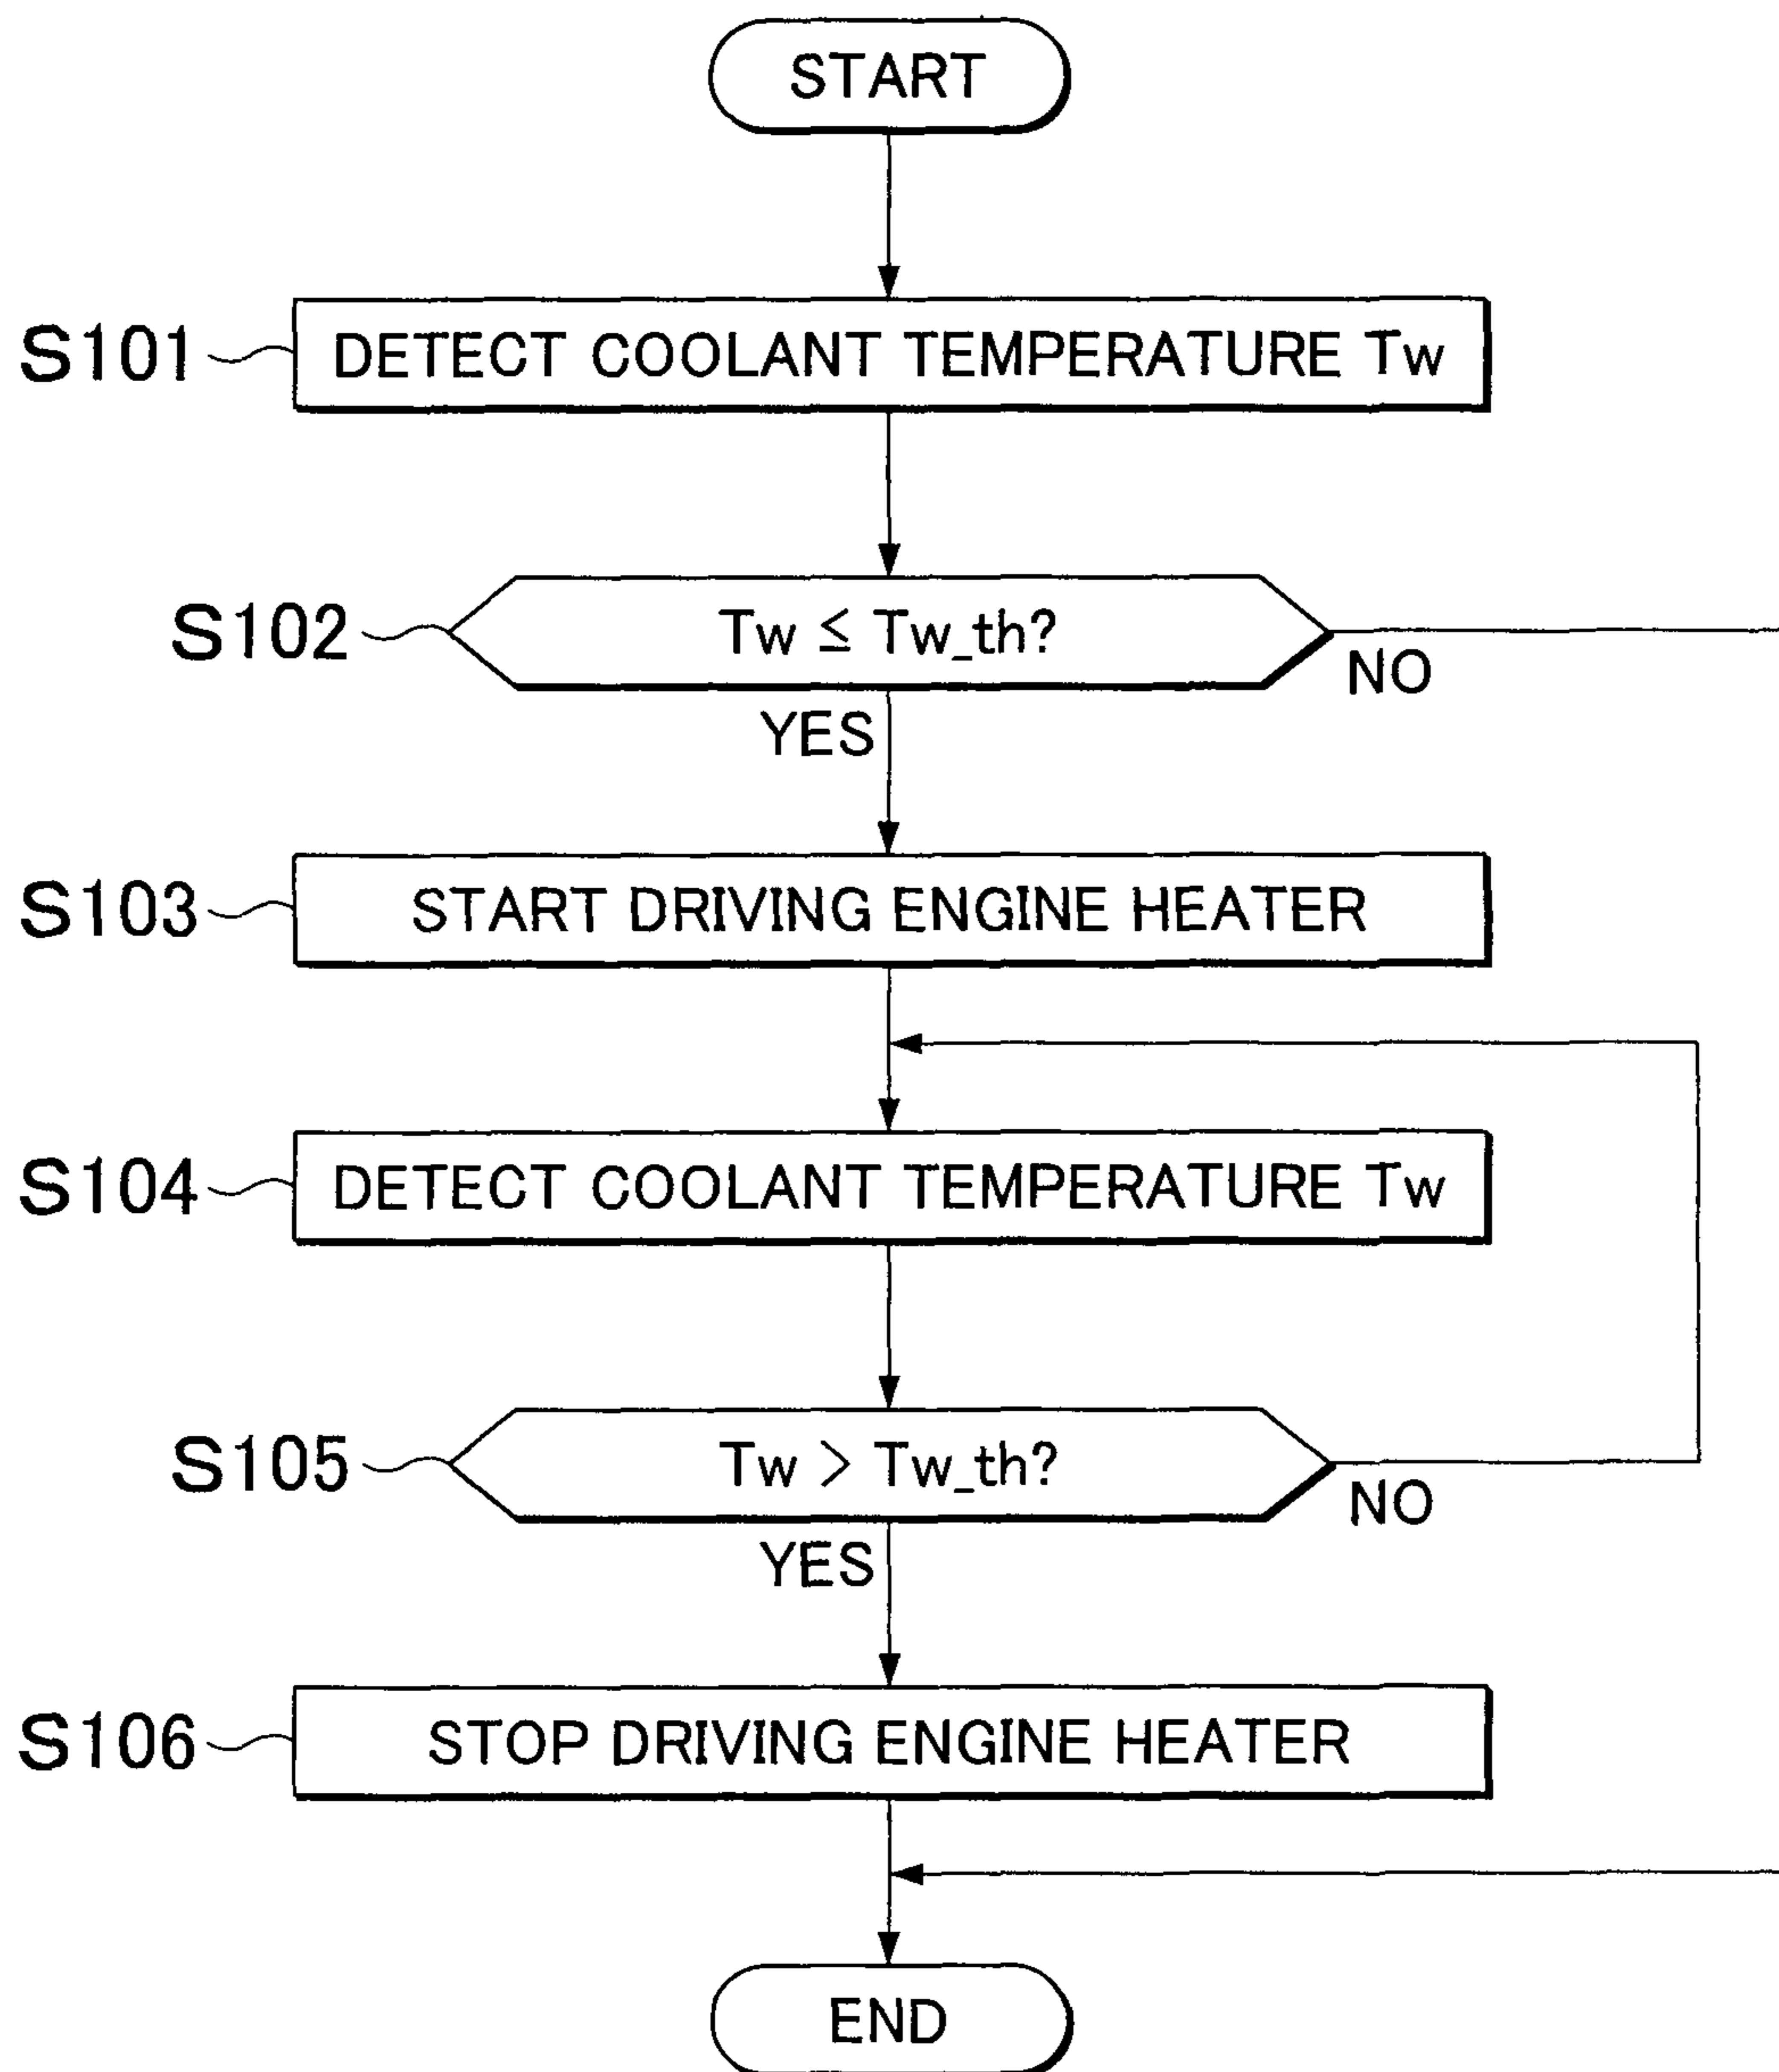 START
S101 DETECT COOLANT TEMPERATURE Tw
S102 Tw ≤ Tw_th?
NO
YES
S103 START DRIVING ENGINE HEATER
S104 DETECT COOLANT TEMPERATURE Tw
S105 Tw > Tw_th?
NO
YES
S106 STOP DRIVING ENGINE HEATER
END